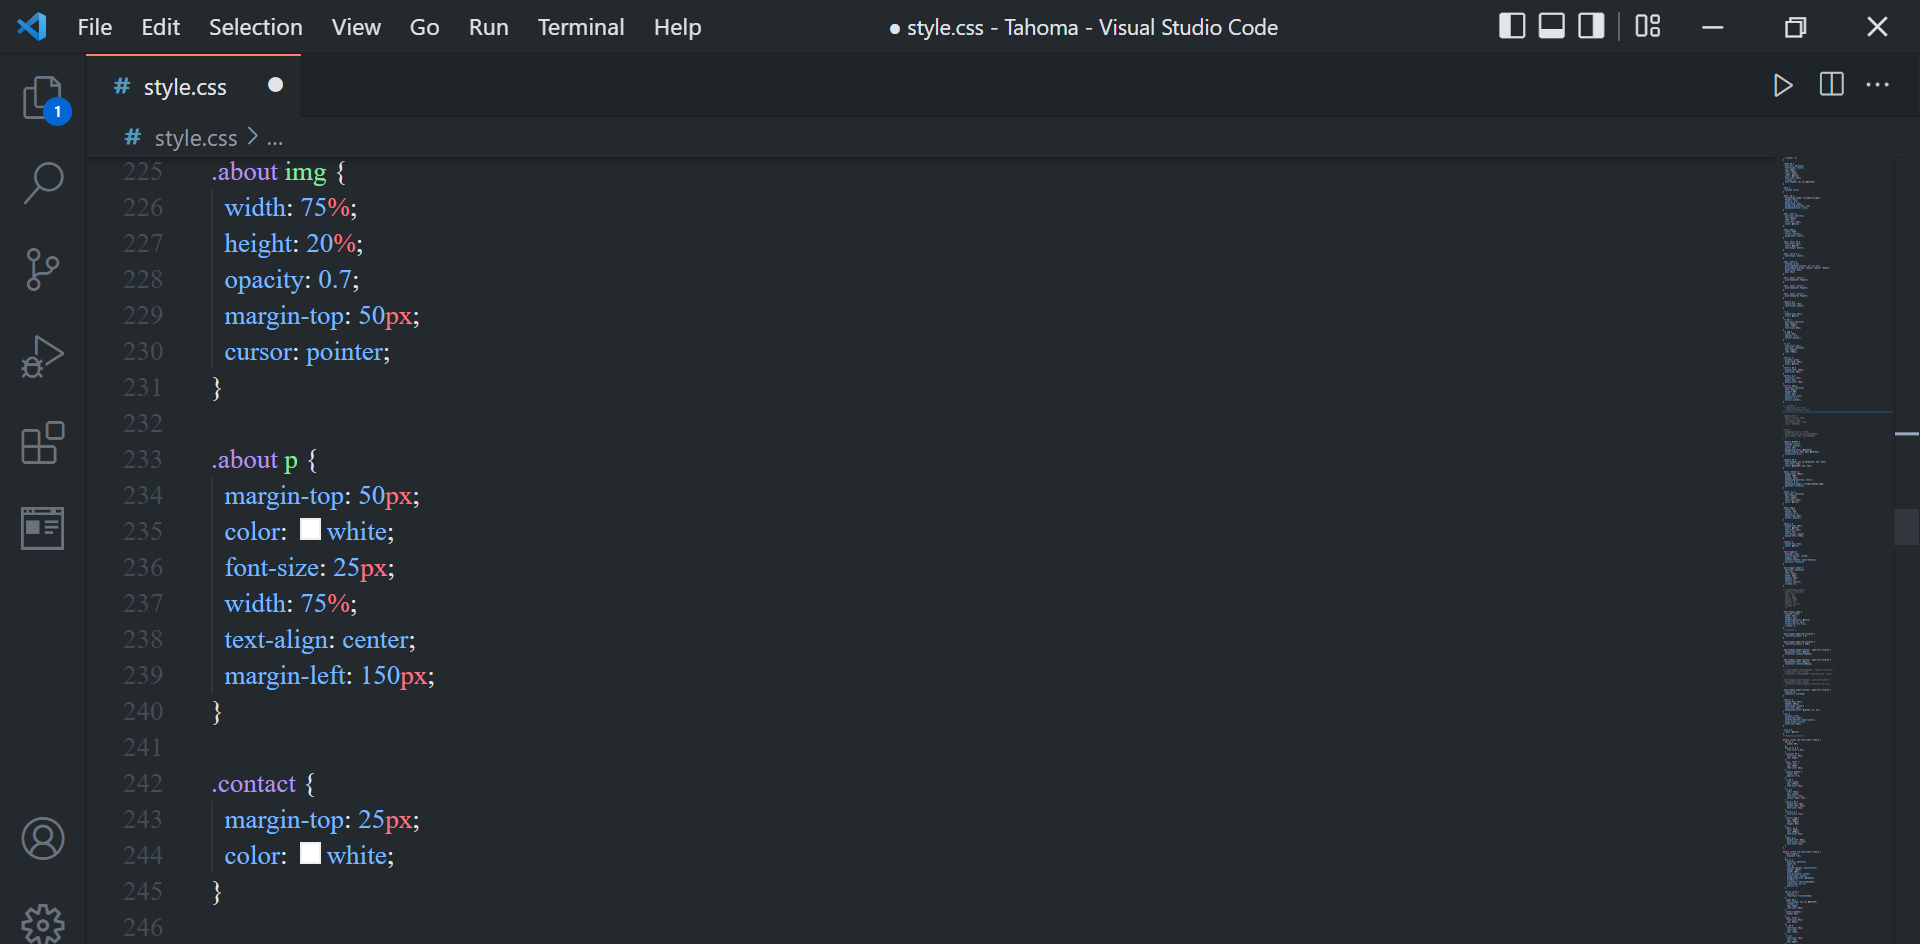 File Edit Selection View Go Run Terminal Help
● style.css - Tahoma - Visual Studio Code
1
# style.css ●
# style.css > ...
225 .about img {
226 width: 75%;
227 height: 20%;
228 opacity: 0.7;
229 margin-top: 50px;
230 cursor: pointer;
231 }
232
233 .about p {
234 margin-top: 50px;
235 color: white;
236 font-size: 25px;
237 width: 75%;
238 text-align: center;
239 margin-left: 150px;
240 }
241
242 .contact {
243 margin-top: 25px;
244 color: white;
245 }
246